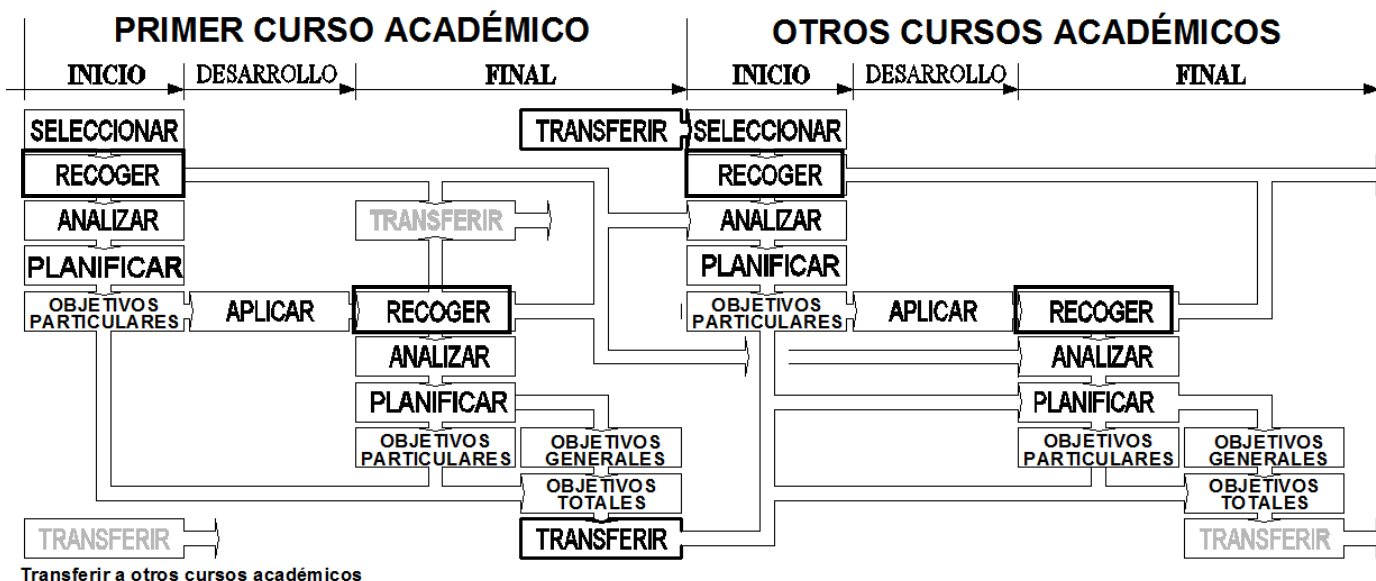 PRIMER CURSO ACADÉMICO
OTROS CURSOS ACADÉMICOS
INICIO DESARROLLO FINAL INICIO DESARROLLO FINAL
SELECCIONAR TRANSFERIR SELECCIONAR
RECOGER RECOGER
ANALIZAR TRANSFERIR ANALIZAR
PLANIFICAR PLANIFICAR
OBJETIVOS
PARTICULARES
APLICAR RECOGER
OBJETIVOS
PARTICULARES
APLICAR RECOGER
ANALIZAR ANALIZAR
PLANIFICAR PLANIFICAR
OBJETIVOS
PARTICULARES
OBJETIVOS
GENERALES
OBJETIVOS
PARTICULARES
OBJETIVOS
GENERALES
OBJETIVOS
TOTALES
OBJETIVOS
TOTALES
TRANSFERIR TRANSFERIR TRANSFERIR
Transferir a otros cursos académicos